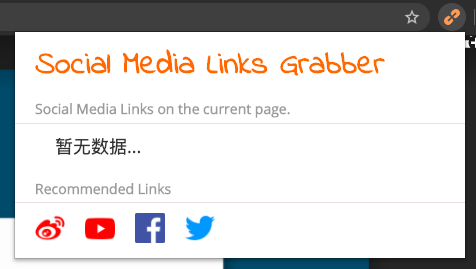 Social Media Links Grabber
Social Media Links on the current page.
暂无数据...
Recommended Links